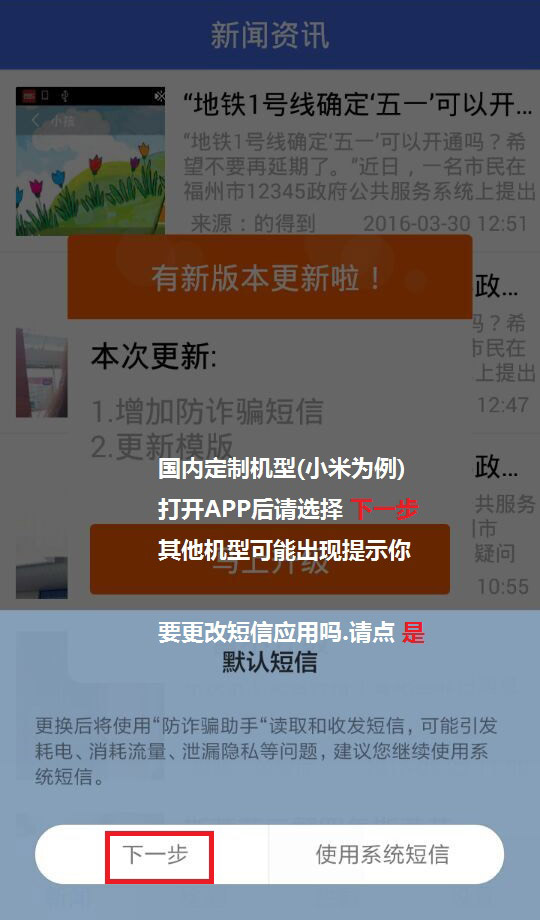 新闻资讯
小孩
“地铁1号线确定‘五一’可以开...
“地铁1号线确定‘五一’可以开通吗？希
望不要再延期了。”近日，一名市民在
福州市12345政府公共服务系统上提出
来源：的得到 2016-03-30 12:51
有新版本更新啦！
政...
吗？希
市民在
上提出
12:47
本次更新:
1.增加防诈骗短信
2.更新模版
国内定制机型(小米为例)
政...
打开APP后请选择 下一步
共服务
市
疑问
其他机型可能出现提示你
马上升级
10:55
要更改短信应用吗.请点 是
默认短信
更换后将使用“防诈骗助手“读取和收发短信，可能引发
耗电、消耗流量、泄漏隐私等问题，建议您继续使用系
统短信。
下一步
使用系统短信